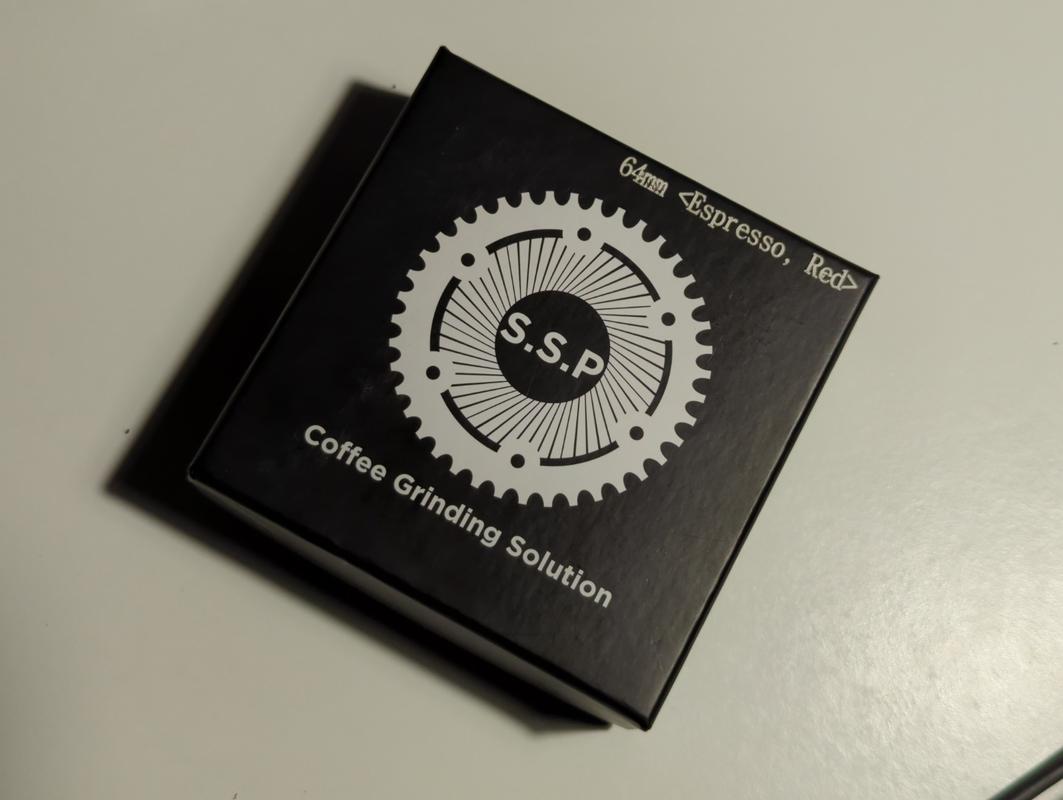 64mm <Espresso, Red>
S.S.P
Coffee Grinding Solution